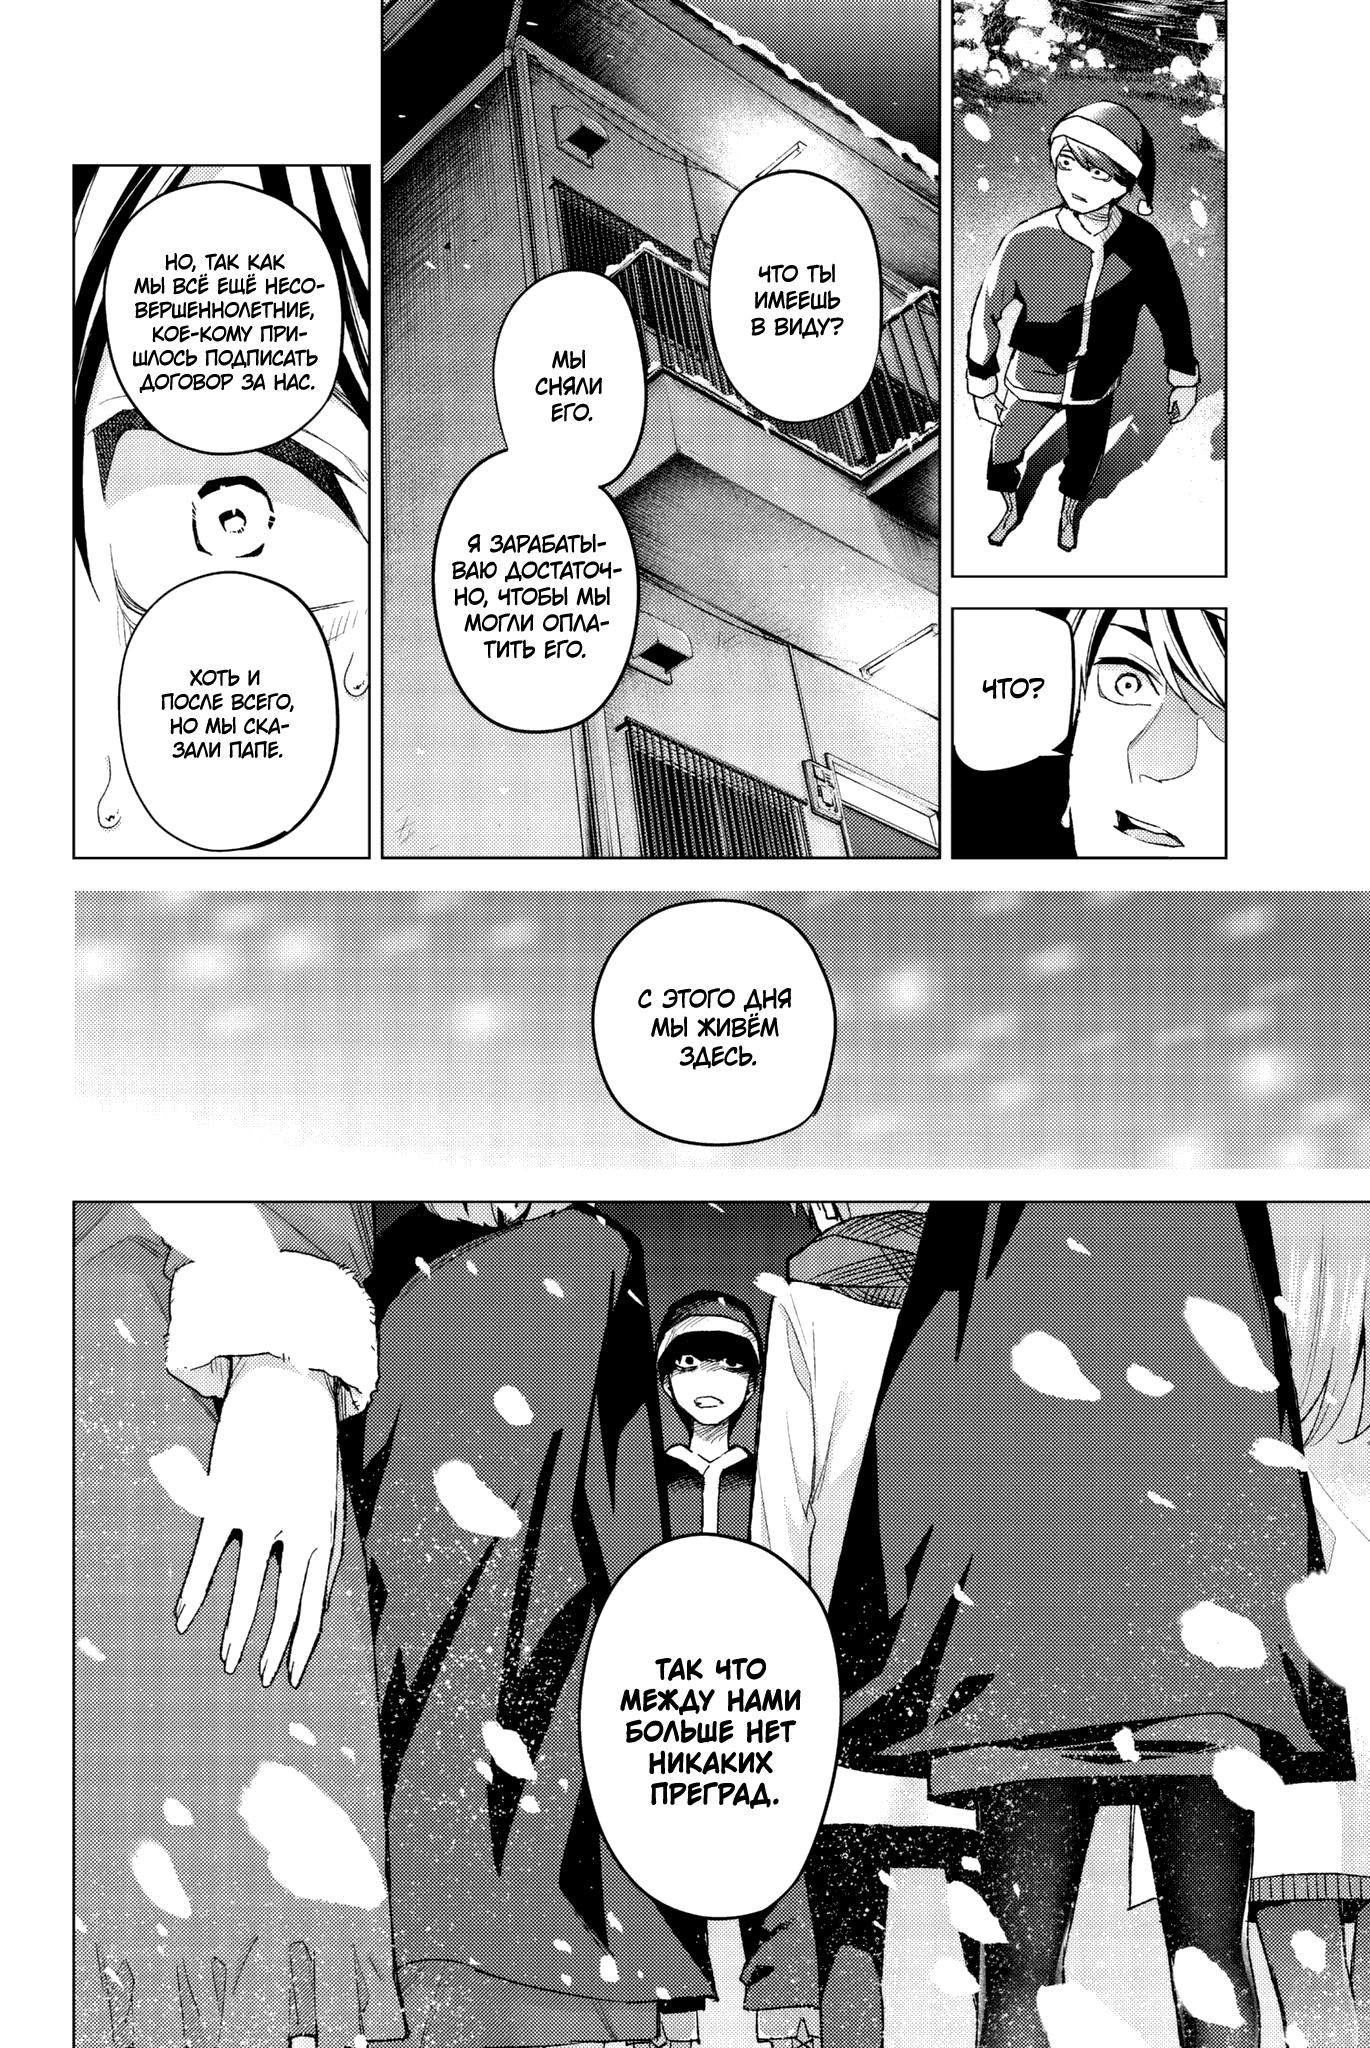 ЧТО?
ЧТО ТЫ
ИМЕЕШЬ
В ВИДУ?
МЫ
СНЯЛИ
ЕГО.
Я ЗАРАБАТЫ-
ВАЮ ДОСТАТОЧ-
НО, ЧТОБЫ МЫ
МОГЛИ ОПЛА-
ТИТЬ ЕГО.
НО, ТАК КАК
МЫ ВСЁ ЕЩЁ НЕСО-
ВЕРШЕННОЛЕТНИЕ,
КОЕ-КОМУ ПРИ-
ШЛОСЬ ПОДПИСАТЬ
ДОГОВОР ЗА НАС.
ХОТЬ И
ПОСЛЕ ВСЕГО,
НО МЫ СКА-
ЗАЛИ ПАПЕ.
С ЭТОГО ДНЯ
МЫ ЖИВЁМ
ЗДЕСЬ.
ТАК ЧТО
МЕЖДУ НАМИ
БОЛЬШЕ НЕТ
НИКАКИХ
ПРЕГРАД.